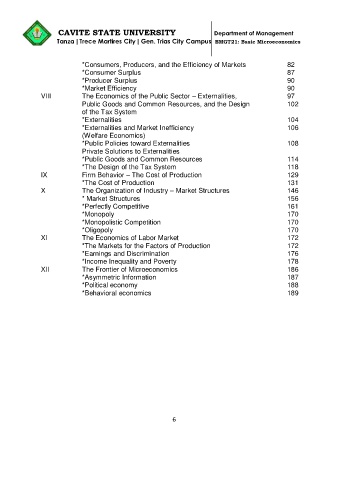 CAVITE STATE UNIVERSITY
Department of Management
Tanza | Trece Martires City | Gen. Trias City Campus BMGT21: Basic Microeconomics
*Consumers, Producers, and the Efficiency of Markets 82
*Consumer Surplus 87
*Producer Surplus 90
*Market Efficiency 90
VIII The Economics of the Public Sector – Externalities, 97
Public Goods and Common Resources, and the Design 102
of the Tax System
*Externalities 104
*Externalities and Market Inefficiency 106
(Welfare Economics)
*Public Policies toward Externalities 108
Private Solutions to Externalities
*Public Goods and Common Resources 114
*The Design of the Tax System 118
IX Firm Behavior – The Cost of Production 129
*The Cost of Production 131
X The Organization of Industry – Market Structures 146
* Market Structures 156
*Perfectly Competitive 161
*Monopoly 170
*Monopolistic Competition 170
*Oligopoly 170
XI The Economics of Labor Market 172
*The Markets for the Factors of Production 172
*Earnings and Discrimination 176
*Income Inequality and Poverty 178
XII The Frontier of Microeconomics 186
*Asymmetric Information 187
*Political economy 188
*Behavioral economics 189
6